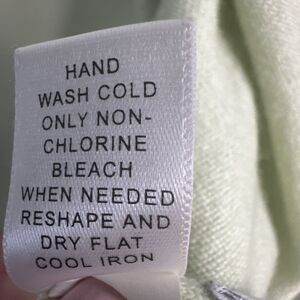 HAND
WASH COLD
ONLY NON-
CHLORINE
BLEACH
WHEN NEEDED
RESHAPE AND
DRY FLAT
COOL IRON